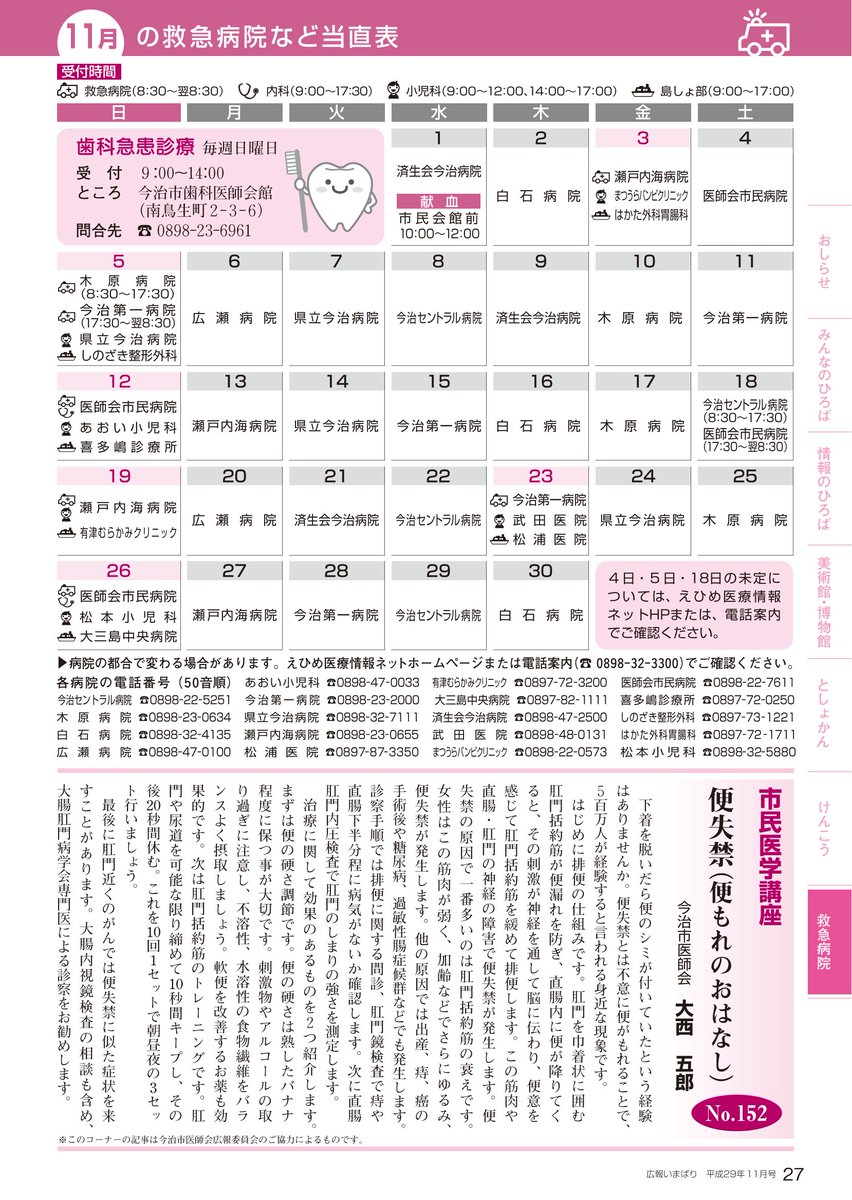 11月 の救急病院など当直表
受付時間
救急病院(8:30〜翌8:30) 内科(9:00〜17:30) 小児科(9:00〜12:00、14:00〜17:00) 島しょ部(9:00〜17:00)
日 月 火 水 木 金 土
歯科急患診療 毎週日曜日
受付 9:00〜14:00
ところ 今治市歯科医師会館
(南鳥生町2-3-6)
問合先 ☎0898-23-6961
1
済生会今治病院
献血
市民会館前
10:00〜12:00
2
白石病院
3
瀬戸内海病院
まつうらバンビクリニック
はかた外科胃腸科
4
医師会市民病院
5
木原病院
(8:30〜17:30)
今治第一病院
(17:30〜翌8:30)
県立今治病院
しのざき整形外科
6
広瀬病院
7
県立今治病院
8
今治セントラル病院
9
済生会今治病院
10
木原病院
11
今治第一病院
12
医師会市民病院
あおい小児科
喜多嶋診療所
13
瀬戸内海病院
14
県立今治病院
15
今治第一病院
16
白石病院
17
木原病院
18
今治セントラル病院
(8:30〜17:30)
医師会市民病院
(17:30〜翌8:30)
19
瀬戸内海病院
有津むらかみクリニック
20
広瀬病院
21
済生会今治病院
22
今治セントラル病院
23
今治第一病院
武田医院
松浦医院
24
県立今治病院
25
木原病院
26
医師会市民病院
松本小児科
大三島中央病院
27
瀬戸内海病院
28
今治第一病院
29
今治セントラル病院
30
白石病院
4日・5日・18日の未定に
ついては、えひめ医療情報
ネットHPまたは、電話案内
でご確認ください。
▶病院の都合で変わる場合があります。えひめ医療情報ネットホームページまたは電話案内(☎0898-32-3300)でご確認ください。
各病院の電話番号(50音順) あおい小児科 ☎0898-47-0033 有津むらかみクリニック ☎0897-72-3200 医師会市民病院 ☎0898-22-7611
今治セントラル病院 ☎0898-22-5251 今治第一病院 ☎0898-23-2000 大三島中央病院 ☎0897-82-1111 喜多嶋診療所 ☎0897-72-0250
木原病院 ☎0898-23-0634 県立今治病院 ☎0898-32-7111 済生会今治病院 ☎0898-47-2500 しのざき整形外科 ☎0897-73-1221
白石病院 ☎0898-32-4135 瀬戸内海病院 ☎0898-23-0655 武田医院 ☎0898-48-0131 はかた外科胃腸科 ☎0897-72-1711
広瀬病院 ☎0898-47-0100 松浦医院 ☎0897-87-3350 まつうらバンビクリニック ☎0898-22-0573 松本小児科 ☎0898-32-5880
市民医学講座
便失禁(便もれのおはなし)
今治市医師会 大西 五郎
No.152
下着を脱いだら便のシミが付いていたという経験
はありませんか。便失禁とは不意に便がもれることで、
5百万人が経験すると言われる身近な現象です。
はじめに排便の仕組みです。肛門を巾着状に囲む
肛門括約筋が便漏れを防ぎ、直腸内に便が降りてく
ると、その刺激が神経を通して脳に伝わり、便意を
感じて肛門括約筋を緩めて排便します。この筋肉や
直腸・肛門の神経の障害で便失禁が発生します。便
失禁の原因で一番多いのは肛門括約筋の衰えです。
女性はこの筋肉が弱く、加齢などでさらにゆるみ、
便失禁が発生します。他の原因では出産、痔、癌の
手術後や糖尿病、過敏性腸症候群などでも発生します。
診察手順では排便に関する問診、肛門鏡検査で痔や
直腸下半分程に病気がないか確認します。次に直腸
肛門内圧検査で肛門のしまりの強さを測定します。
治療に関して効果のあるものを2つ紹介します。
まずは便の硬さ調節です。便の硬さは熟したバナナ
程度に保つ事が大切です。刺激物やアルコールの取
り過ぎに注意し、不溶性、水溶性の食物繊維をバラ
ンスよく摂取しましょう。軟便を改善するお薬も効
果的です。次は肛門括約筋のトレーニングです。肛
門や尿道を可能な限り締めて10秒間キープし、その
後20秒間休む。これを10回1セットで朝昼夜の3セッ
ト行いましょう。
最後に肛門近くのがんでは便失禁に似た症状を来
すことがあります。大腸内視鏡検査の相談も含め、
大腸肛門病学会専門医による診察をお勧めします。
※このコーナーの記事は今治市医師会広報委員会のご協力によるものです。
おしらせ
みんなのひろば
情報のひろば
美術館・博物館
としょかん
けんこう
救急病院
広報いまばり 平成29年11月号 27